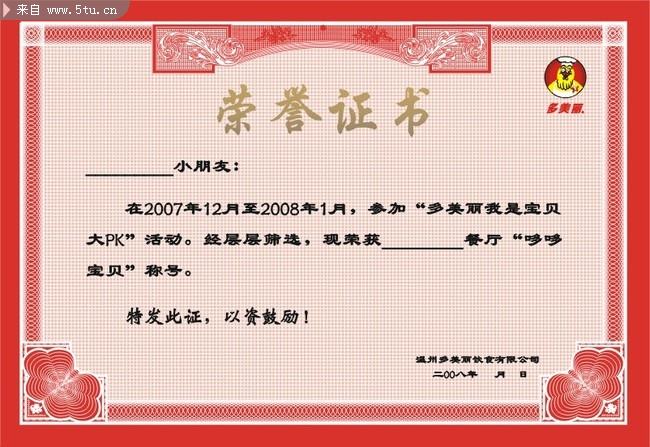 来自 www.5tu.cn
荣誉证书
多美丽.
__________小朋友：
在2007年12月至2008年1月，参加“多美丽我是宝贝
大PK”活动。经层层筛选，现荣获_________餐厅“哆哆
宝贝”称号。
特发此证，以资鼓励！
温州多美丽饮食有限公司
二00八年 月 日